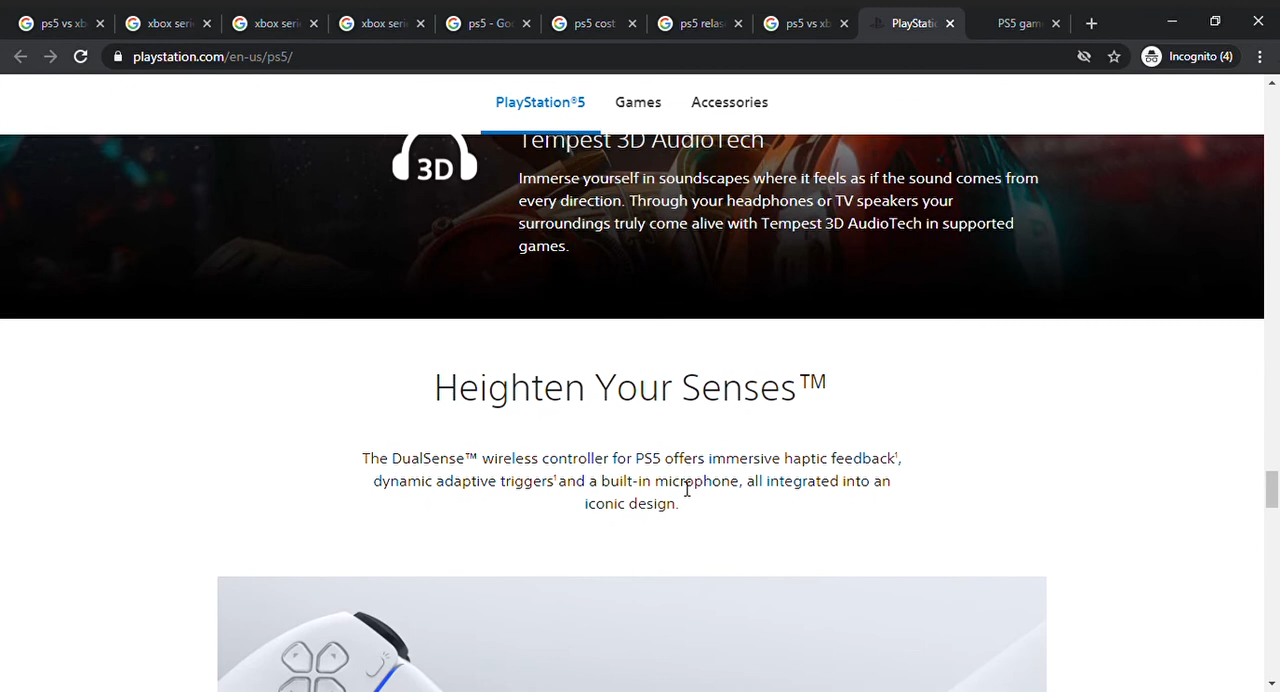 ps5 vs xb
xbox seri
xbox seri
xbox seri
ps5 - Goo
ps5 cost
ps5 relas
ps5 vs xb
PlayStati
PS5 gam
playstation.com/en-us/ps5/
Incognito (4)
PlayStation®5
Games
Accessories
Tempest 3D AudioTech
3D
Immerse yourself in soundscapes where it feels as if the sound comes from
every direction. Through your headphones or TV speakers your
surroundings truly come alive with Tempest 3D AudioTech in supported
games.
Heighten Your Senses™
The DualSense™ wireless controller for PS5 offers immersive haptic feedback¹,
dynamic adaptive triggers¹ and a built-in microphone, all integrated into an
iconic design.